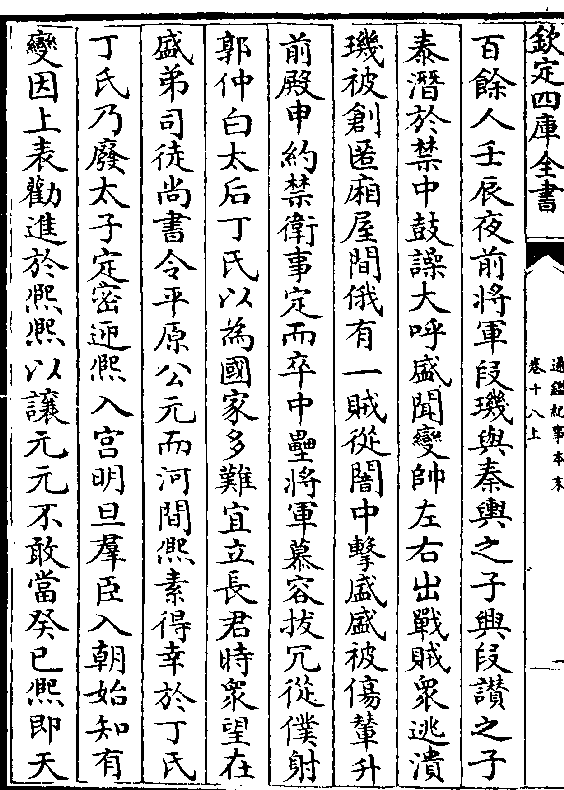 欽定四庫全書
通鑑紀事本末
卷十八上
一
百餘人壬辰夜前將軍段璣與秦輿之子興段讃之子
泰潛於禁中鼓譟大呼盛聞變帥左右出戰賊衆逃潰
璣被創匿廂屋間俄有一賊從闇中擊盛盛被傷輦升
前殿申約禁衛事定而卒中壘將軍慕容拔冗從僕射
郭仲白太后丁氏以為國家多難宜立長君時衆望在
盛弟司徒尚書令平原公元而河間熈素得幸於丁氏
丁氏乃廢太子定密迎熈入宮明旦羣臣入朝始知有
變因上表勸進於熈熈以讓元元不敢當癸巳熈即天